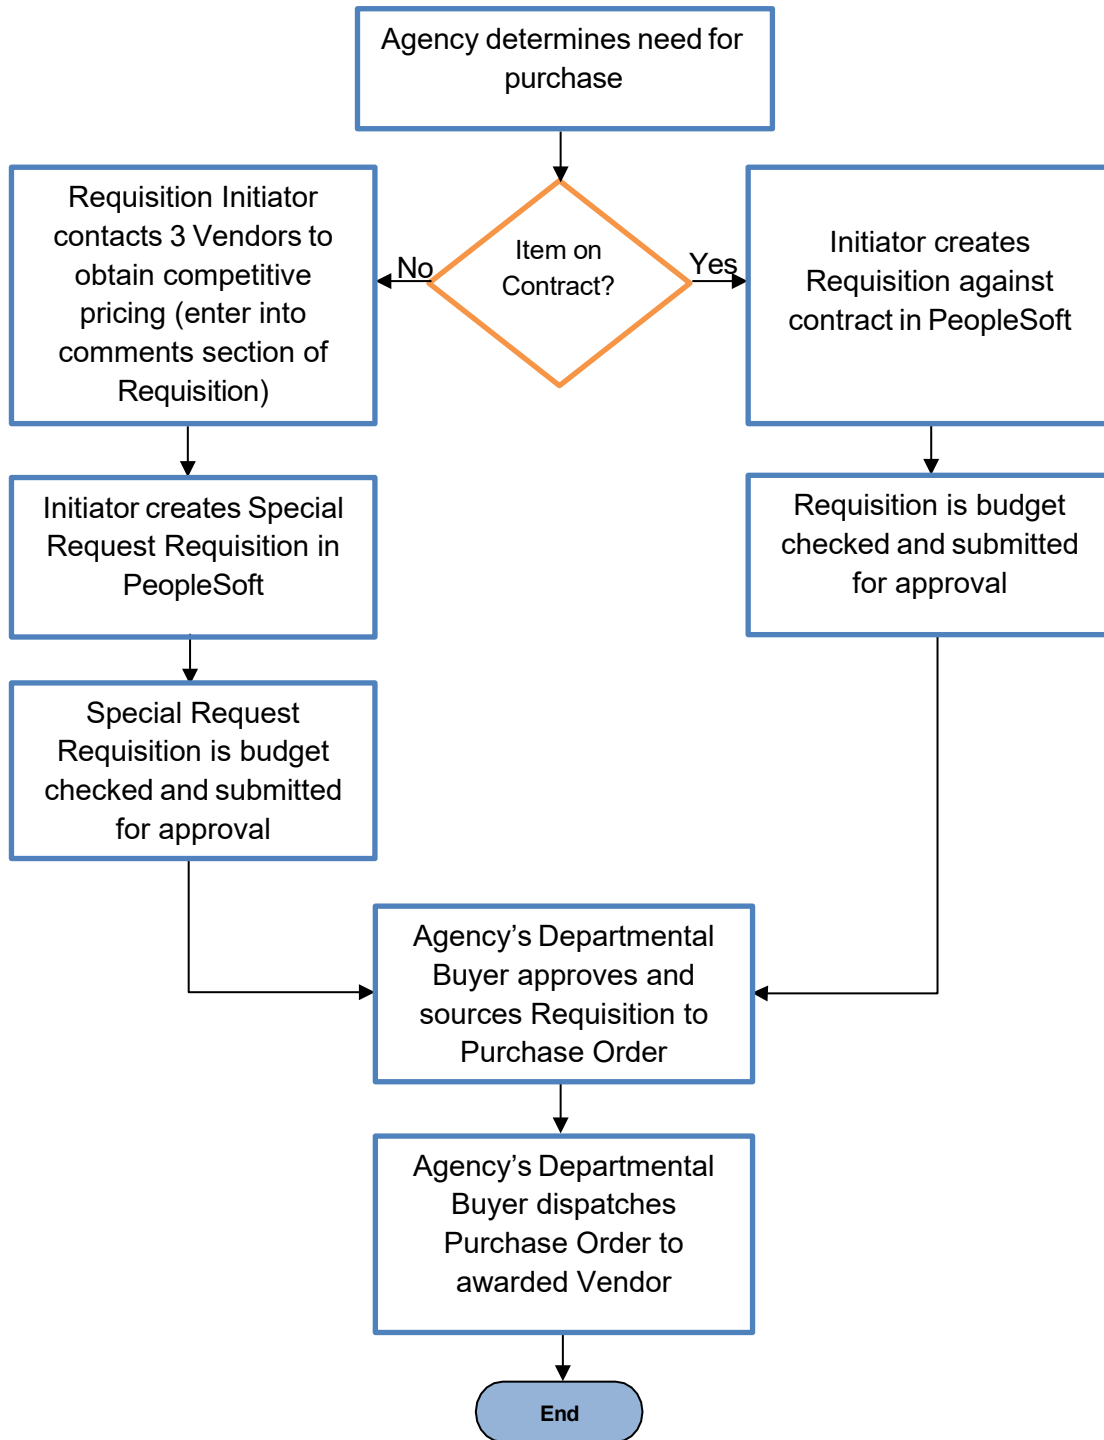 Agency determines need for
purchase
Item on
Contract?
No
Yes
Requisition Initiator
contacts 3 Vendors to
obtain competitive
pricing (enter into
comments section of
Requisition)
Initiator creates
Requisition against
contract in PeopleSoft
Initiator creates Special
Request Requisition in
PeopleSoft
Requisition is budget
checked and submitted
for approval
Special Request
Requisition is budget
checked and submitted
for approval
Agency’s Departmental
Buyer approves and
sources Requisition to
Purchase Order
Agency’s Departmental
Buyer dispatches
Purchase Order to
awarded Vendor
End